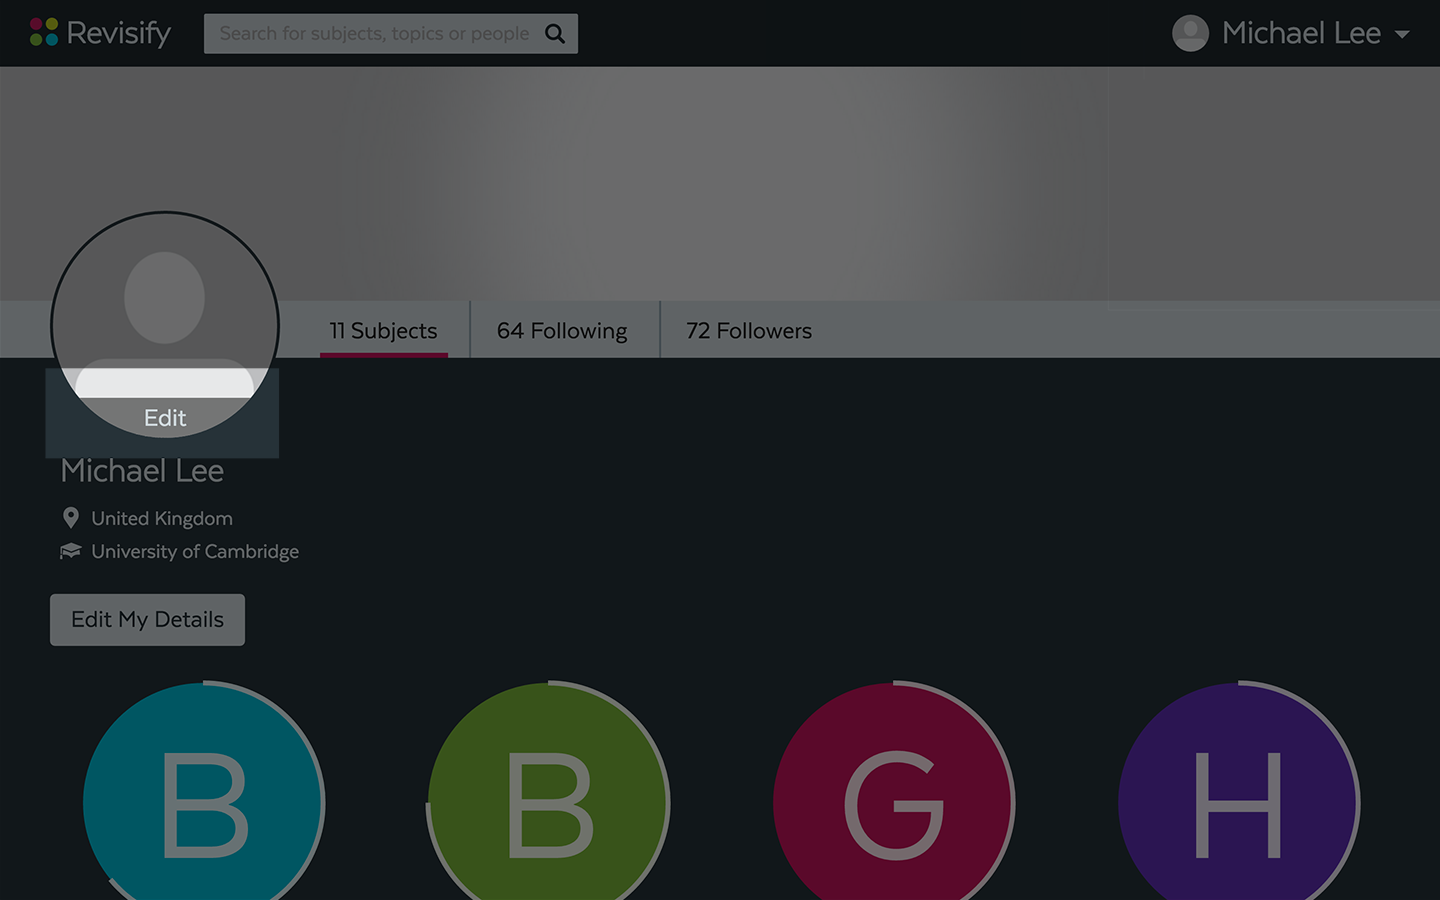 Revisify
Search for subjects, topics or people
Michael Lee
11 Subjects
64 Following
72 Followers
Edit
Michael Lee
United Kingdom
University of Cambridge
Edit My Details
B
B
G
H